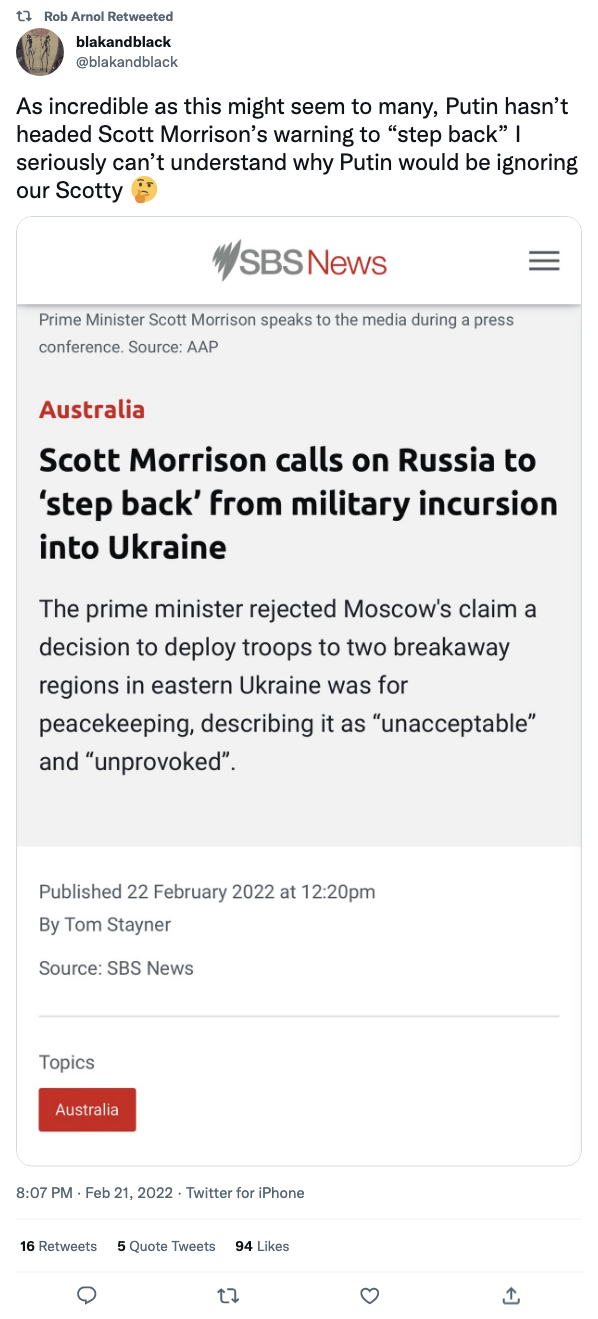 Rob Arnol Retweeted
blakandblack
@blakandblack
As incredible as this might seem to many, Putin hasn’t
headed Scott Morrison’s warning to “step back” I
seriously can’t understand why Putin would be ignoring
our Scotty 🤔
SBS News
Prime Minister Scott Morrison speaks to the media during a press
conference. Source: AAP
Australia
Scott Morrison calls on Russia to
‘step back’ from military incursion
into Ukraine
The prime minister rejected Moscow's claim a
decision to deploy troops to two breakaway
regions in eastern Ukraine was for
peacekeeping, describing it as “unacceptable”
and “unprovoked”.
Published 22 February 2022 at 12:20pm
By Tom Stayner
Source: SBS News
Topics
Australia
8:07 PM · Feb 21, 2022 · Twitter for iPhone
16 Retweets 5 Quote Tweets 94 Likes